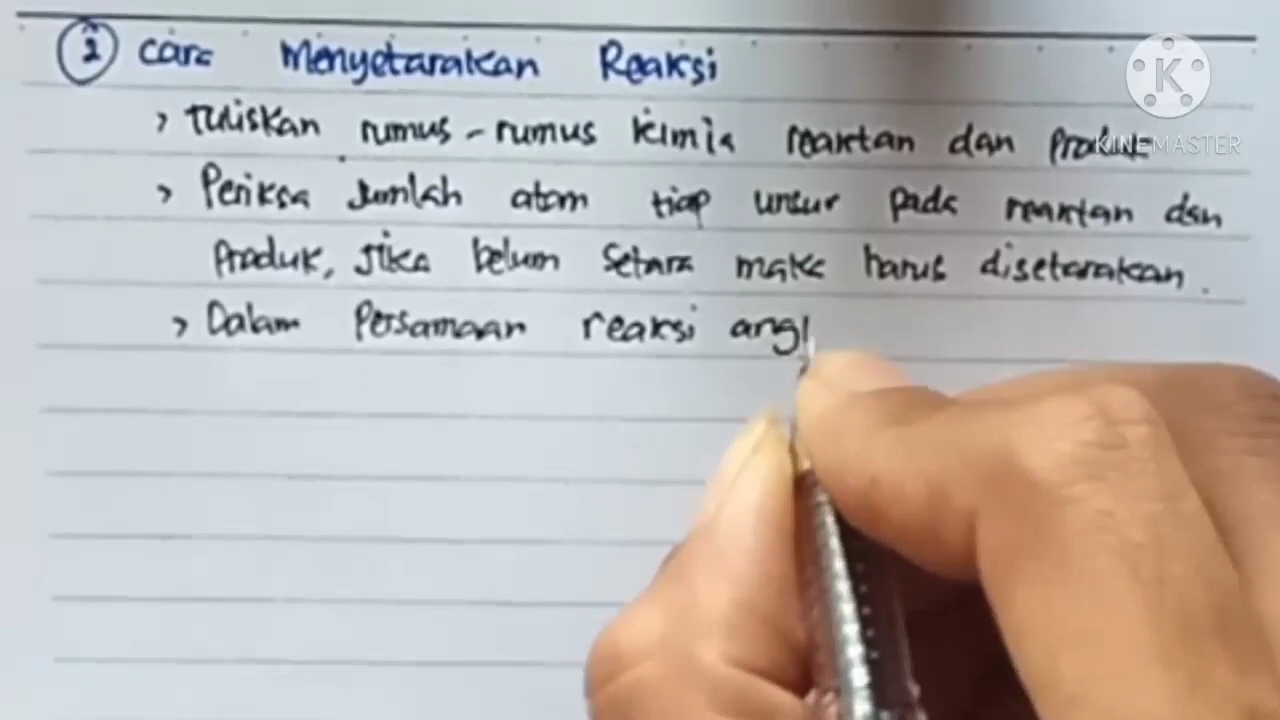 2 Cara Menyetarakan Reaksi
> Tuliskan rumus-rumus kimia reaktan dan Produk
> Periksa Jumlah atom tiap unsur pada reaktan dan
Produk, Jika belum Setara maka harus disetarakan.
> Dalam Persamaan reaksi ang
K
KINEMASTER